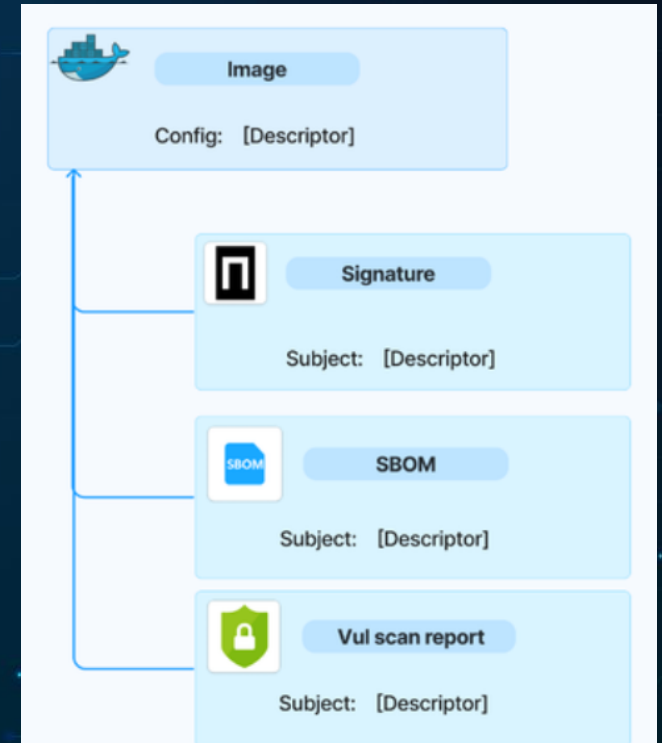 Image
Config: [Descriptor]
Signature
Subject: [Descriptor]
SBOM
SBOM
Subject: [Descriptor]
Vul scan report
Subject: [Descriptor]